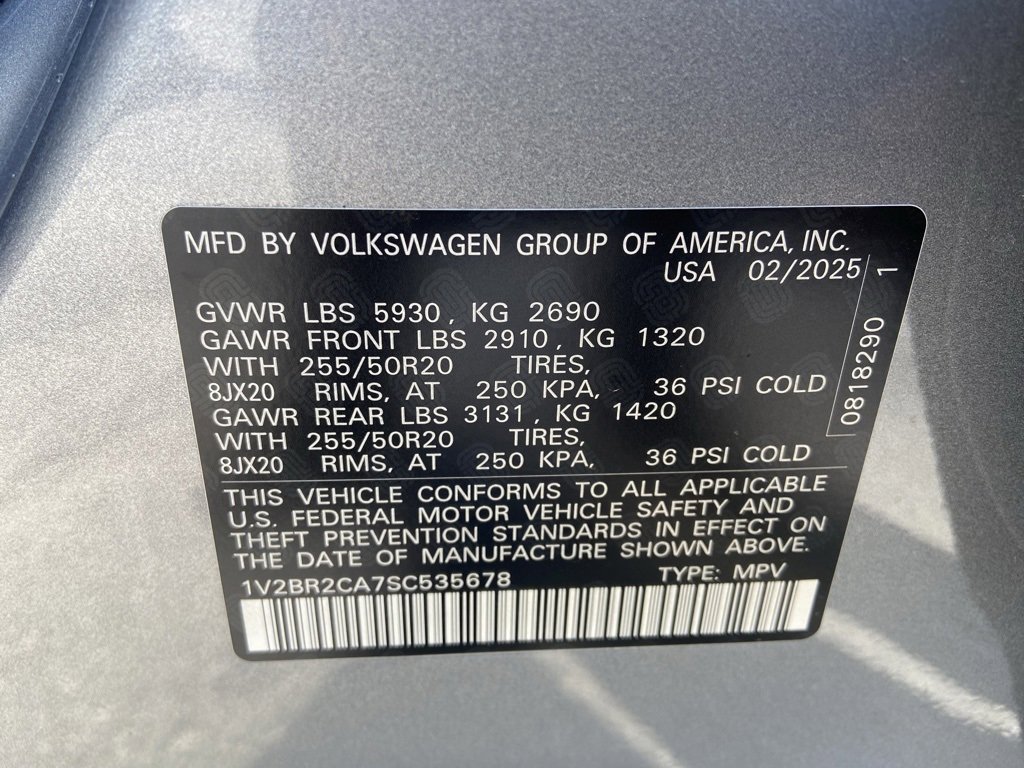 MFD BY VOLKSWAGEN GROUP OF AMERICA, INC.
USA 02/2025
GVWR LBS 5930, KG 2690
GAWR FRONT LBS 2910, KG 1320
WITH 255/50R20 TIRES,
8JX20 RIMS, AT 250 KPA, 36 PSI COLD
GAWR REAR LBS 3131, KG 1420
WITH 255/50R20 TIRES,
8JX20 RIMS, AT 250 KPA, 36 PSI COLD
0818290 1
THIS VEHICLE CONFORMS TO ALL APPLICABLE
U.S. FEDERAL MOTOR VEHICLE SAFETY AND
THEFT PREVENTION STANDARDS IN EFFECT ON
THE DATE OF MANUFACTURE SHOWN ABOVE.
1V2BR2CA7SC535678 TYPE: MPV